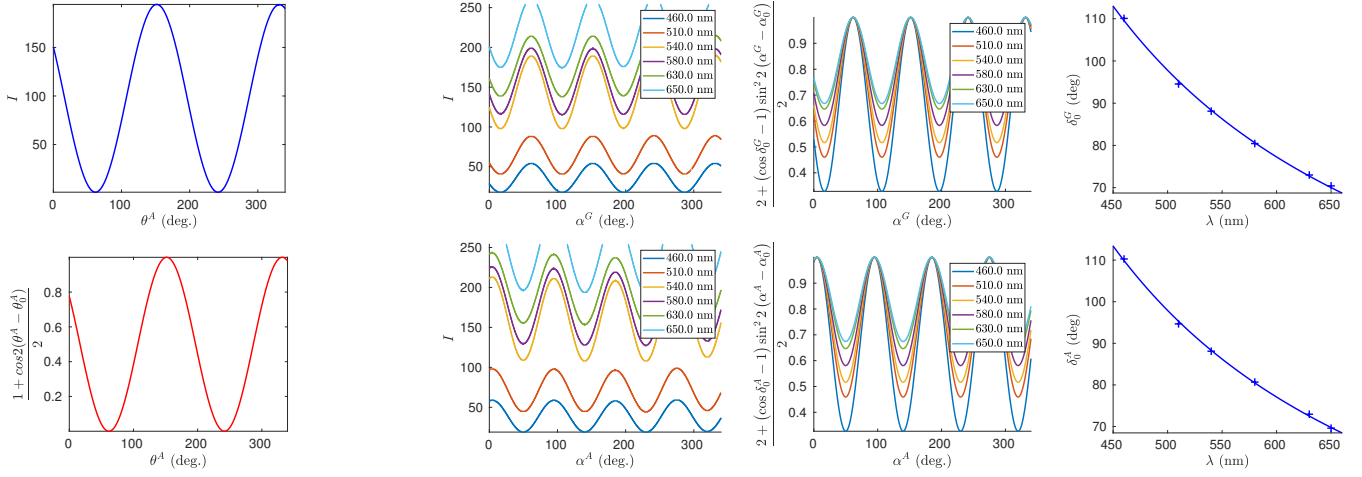 I
150
100
50
0
100
200
300
θ^A (deg.)
I
250
200
150
100
50
0
100
200
300
α^G (deg.)
460.0 nm
510.0 nm
540.0 nm
580.0 nm
630.0 nm
650.0 nm
2 + (cos δ_0^G − 1) sin^2 2 (α^G − α_0^G)
2
0.9
0.8
0.7
0.6
0.5
0.4
0
100
200
300
α^G (deg.)
460.0 nm
510.0 nm
540.0 nm
580.0 nm
630.0 nm
650.0 nm
δ_0^G (deg)
110
100
90
80
70
450
500
550
600
650
λ (nm)
1 + cos2(θ^A − θ_0^A)
2
0.8
0.6
0.4
0.2
0
100
200
300
θ^A (deg.)
I
250
200
150
100
50
0
100
200
300
α^A (deg.)
460.0 nm
510.0 nm
540.0 nm
580.0 nm
630.0 nm
650.0 nm
2 + (cos δ_0^A − 1) sin^2 2 (α^A − α_0^A)
2
0.9
0.8
0.7
0.6
0.5
0.4
0
100
200
300
α^A (deg.)
460.0 nm
510.0 nm
540.0 nm
580.0 nm
630.0 nm
650.0 nm
δ_0^A (deg)
110
100
90
80
70
450
500
550
600
650
λ (nm)